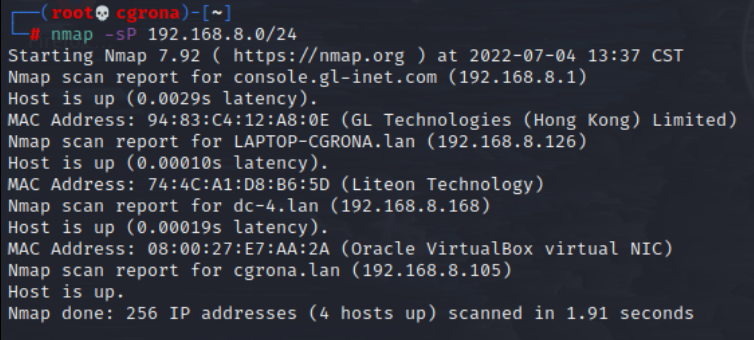 ┌──(root💀cgrona)-[~]
└─# nmap -sP 192.168.8.0/24
Starting Nmap 7.92 ( https://nmap.org ) at 2022-07-04 13:37 CST
Nmap scan report for console.gl-inet.com (192.168.8.1)
Host is up (0.0029s latency).
MAC Address: 94:83:C4:12:A8:0E (GL Technologies (Hong Kong) Limited)
Nmap scan report for LAPTOP-CGRONA.lan (192.168.8.126)
Host is up (0.00010s latency).
MAC Address: 74:4C:A1:D8:B6:5D (Liteon Technology)
Nmap scan report for dc-4.lan (192.168.8.168)
Host is up (0.00019s latency).
MAC Address: 08:00:27:E7:AA:2A (Oracle VirtualBox virtual NIC)
Nmap scan report for cgrona.lan (192.168.8.105)
Host is up.
Nmap done: 256 IP addresses (4 hosts up) scanned in 1.91 seconds